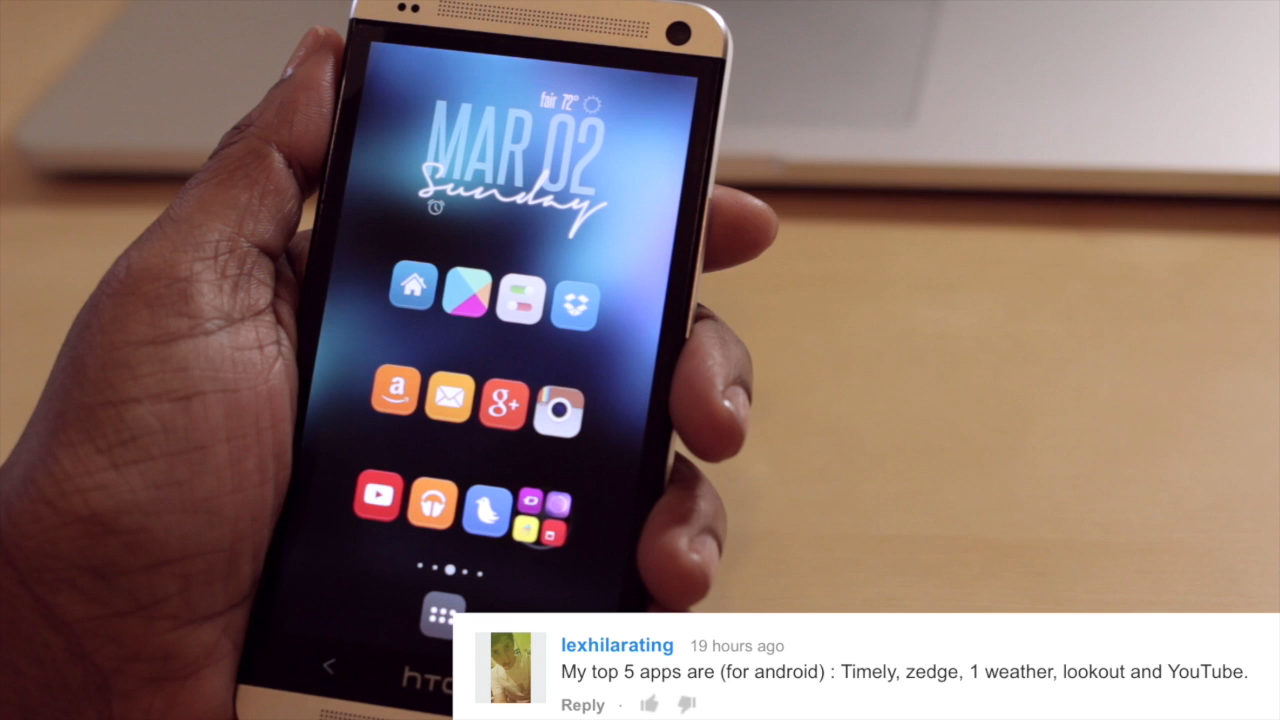 fair 72°
MAR 02
Sunday
a
g+
hTC
lexhilarating 19 hours ago
My top 5 apps are (for android) : Timely, zedge, 1 weather, lookout and YouTube.
Reply ·